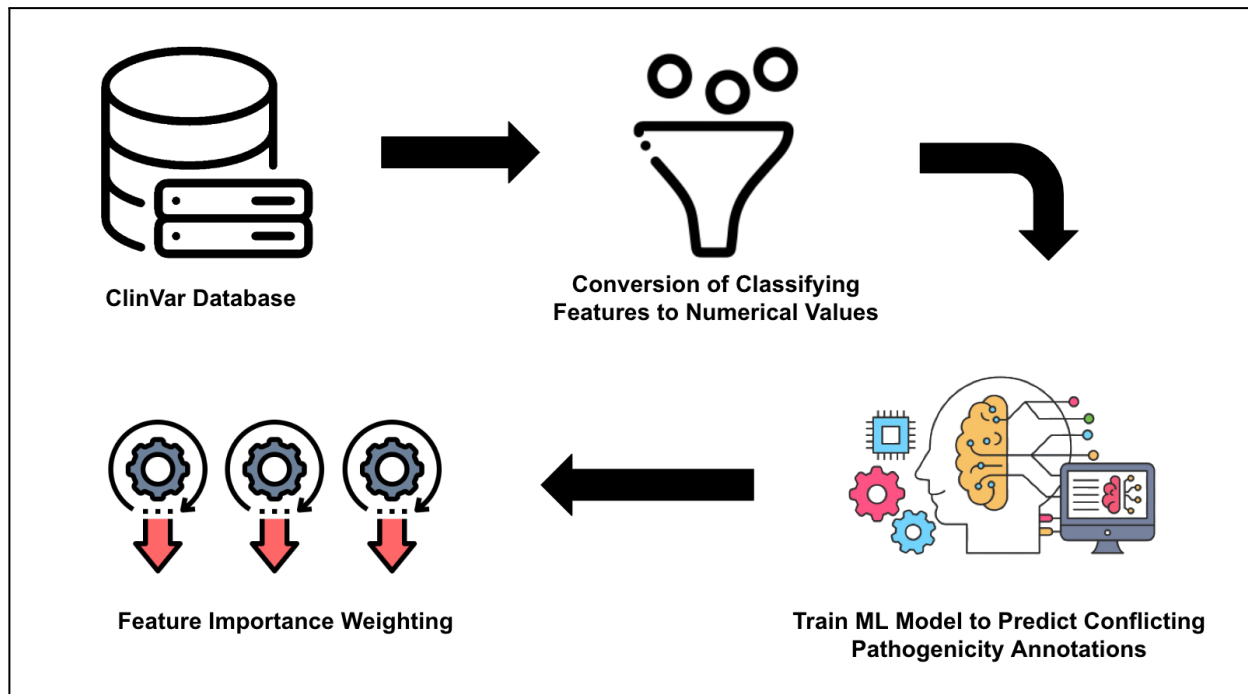 ClinVar Database
Conversion of Classifying
Features to Numerical Values
Feature Importance Weighting
Train ML Model to Predict Conflicting
Pathogenicity Annotations